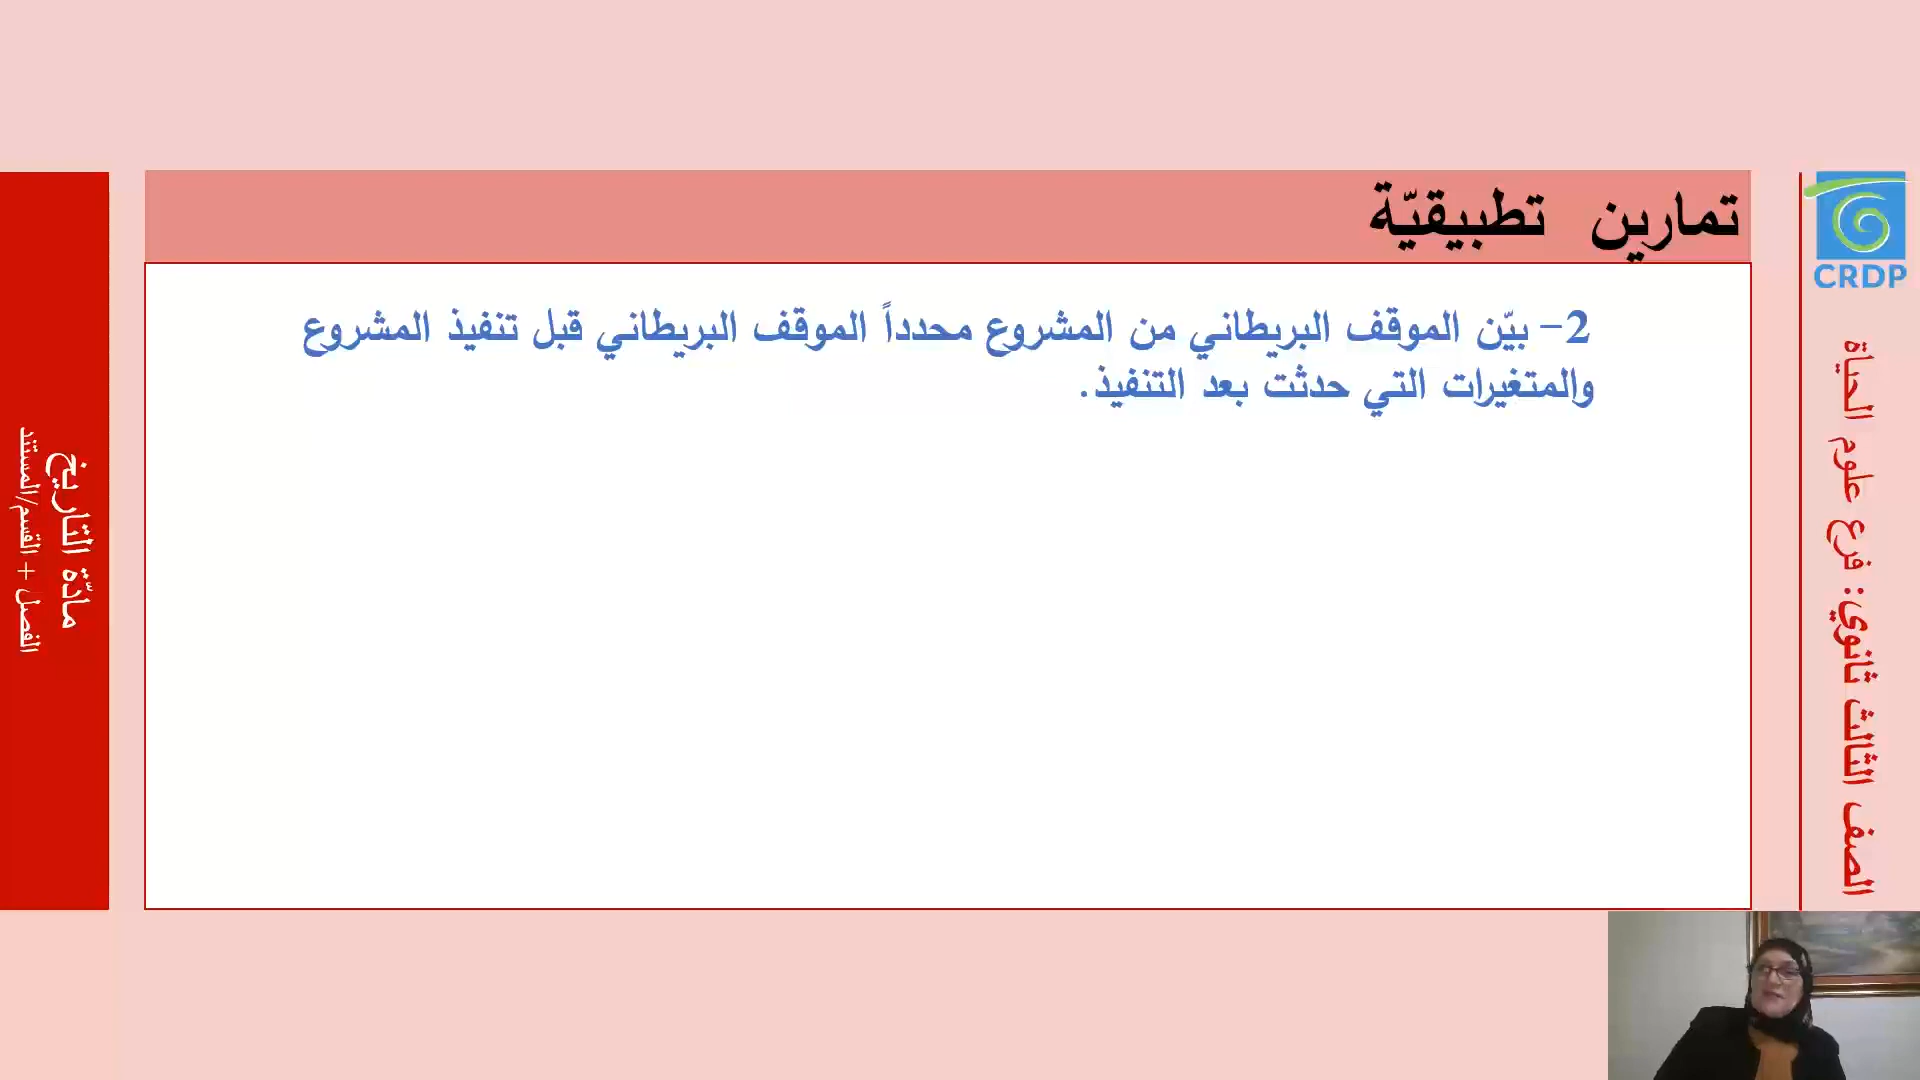 تمارين تطبيقيّة
2- بيّن الموقف البريطاني من المشروع محدداً الموقف البريطاني قبل تنفيذ المشروع
والمتغيرات التي حدثت بعد التنفيذ.
CRDP
الصف الثالث ثانوي: فرع علوم الحياة
مادّة التاريخ
الفصل + القسم/المستند